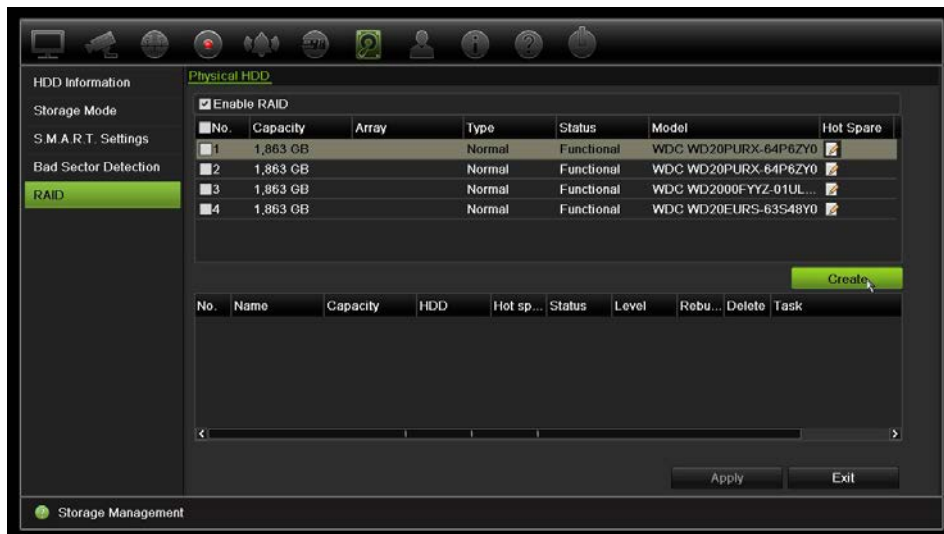 Physical HDD
HDD Information
Storage Mode
S.M.A.R.T. Settings
Bad Sector Detection
RAID
Enable RAID
No. Capacity Array Type Status Model Hot Spare
1 1,863 GB Normal Functional WDC WD20PURX-64P6ZY0
2 1,863 GB Normal Functional WDC WD20PURX-64P6ZY0
3 1,863 GB Normal Functional WDC WD2000FYYZ-01UL...
4 1,863 GB Normal Functional WDC WD20EURS-63S48Y0
Create
No. Name Capacity HDD Hot sp... Status Level Rebu... Delete Task
Apply Exit
Storage Management